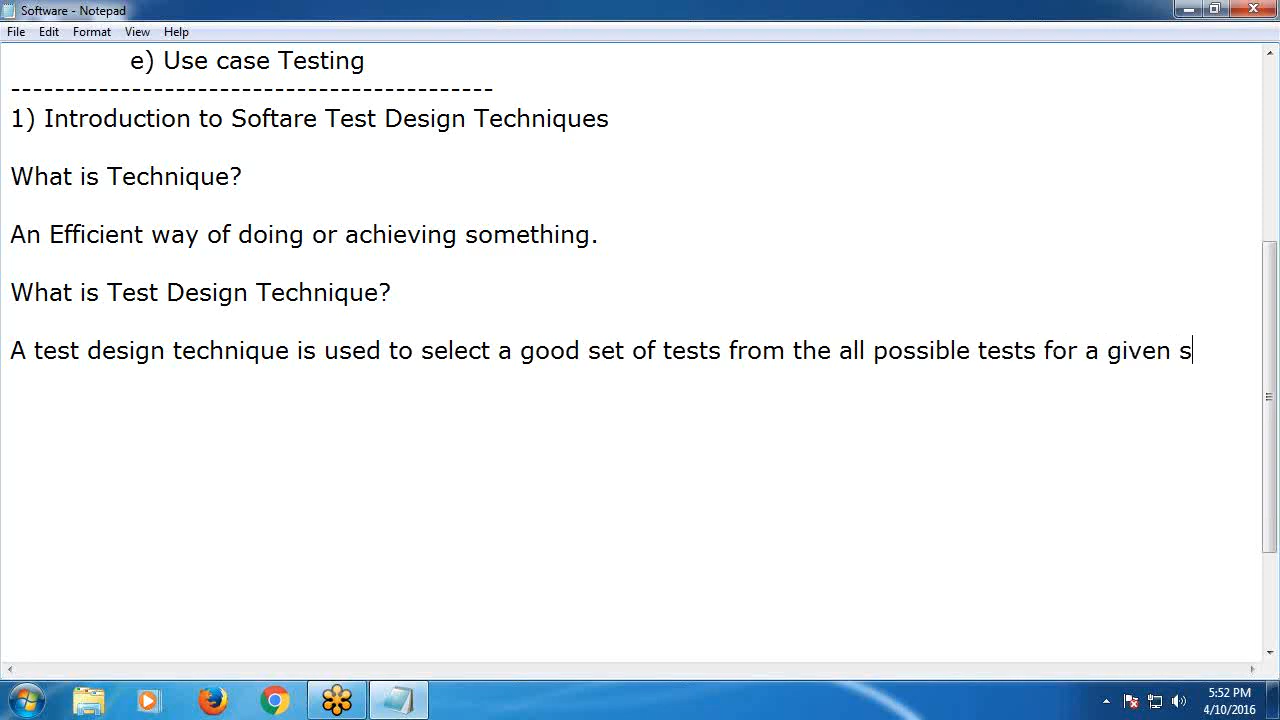 Software - Notepad
File Edit Format View Help
e) Use case Testing
--------------------------------------------
1) Introduction to Softare Test Design Techniques
What is Technique?
An Efficient way of doing or achieving something.
What is Test Design Technique?
A test design technique is used to select a good set of tests from the all possible tests for a given s
5:52 PM
4/10/2016